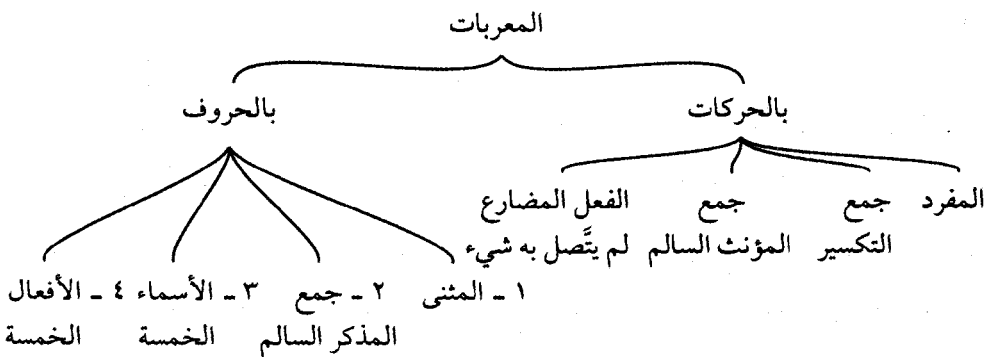 المعربات
بالحركات
بالحروف
المفرد
جمع
التكسير
جمع
المؤنث السالم
الفعل المضارع
لم يتَّصل به شيء
١ ـ المثنى
٢ ـ جمع
المذكر السالم
٣ ـ الأسماء
الخمسة
٤ ـ الأفعال
الخمسة